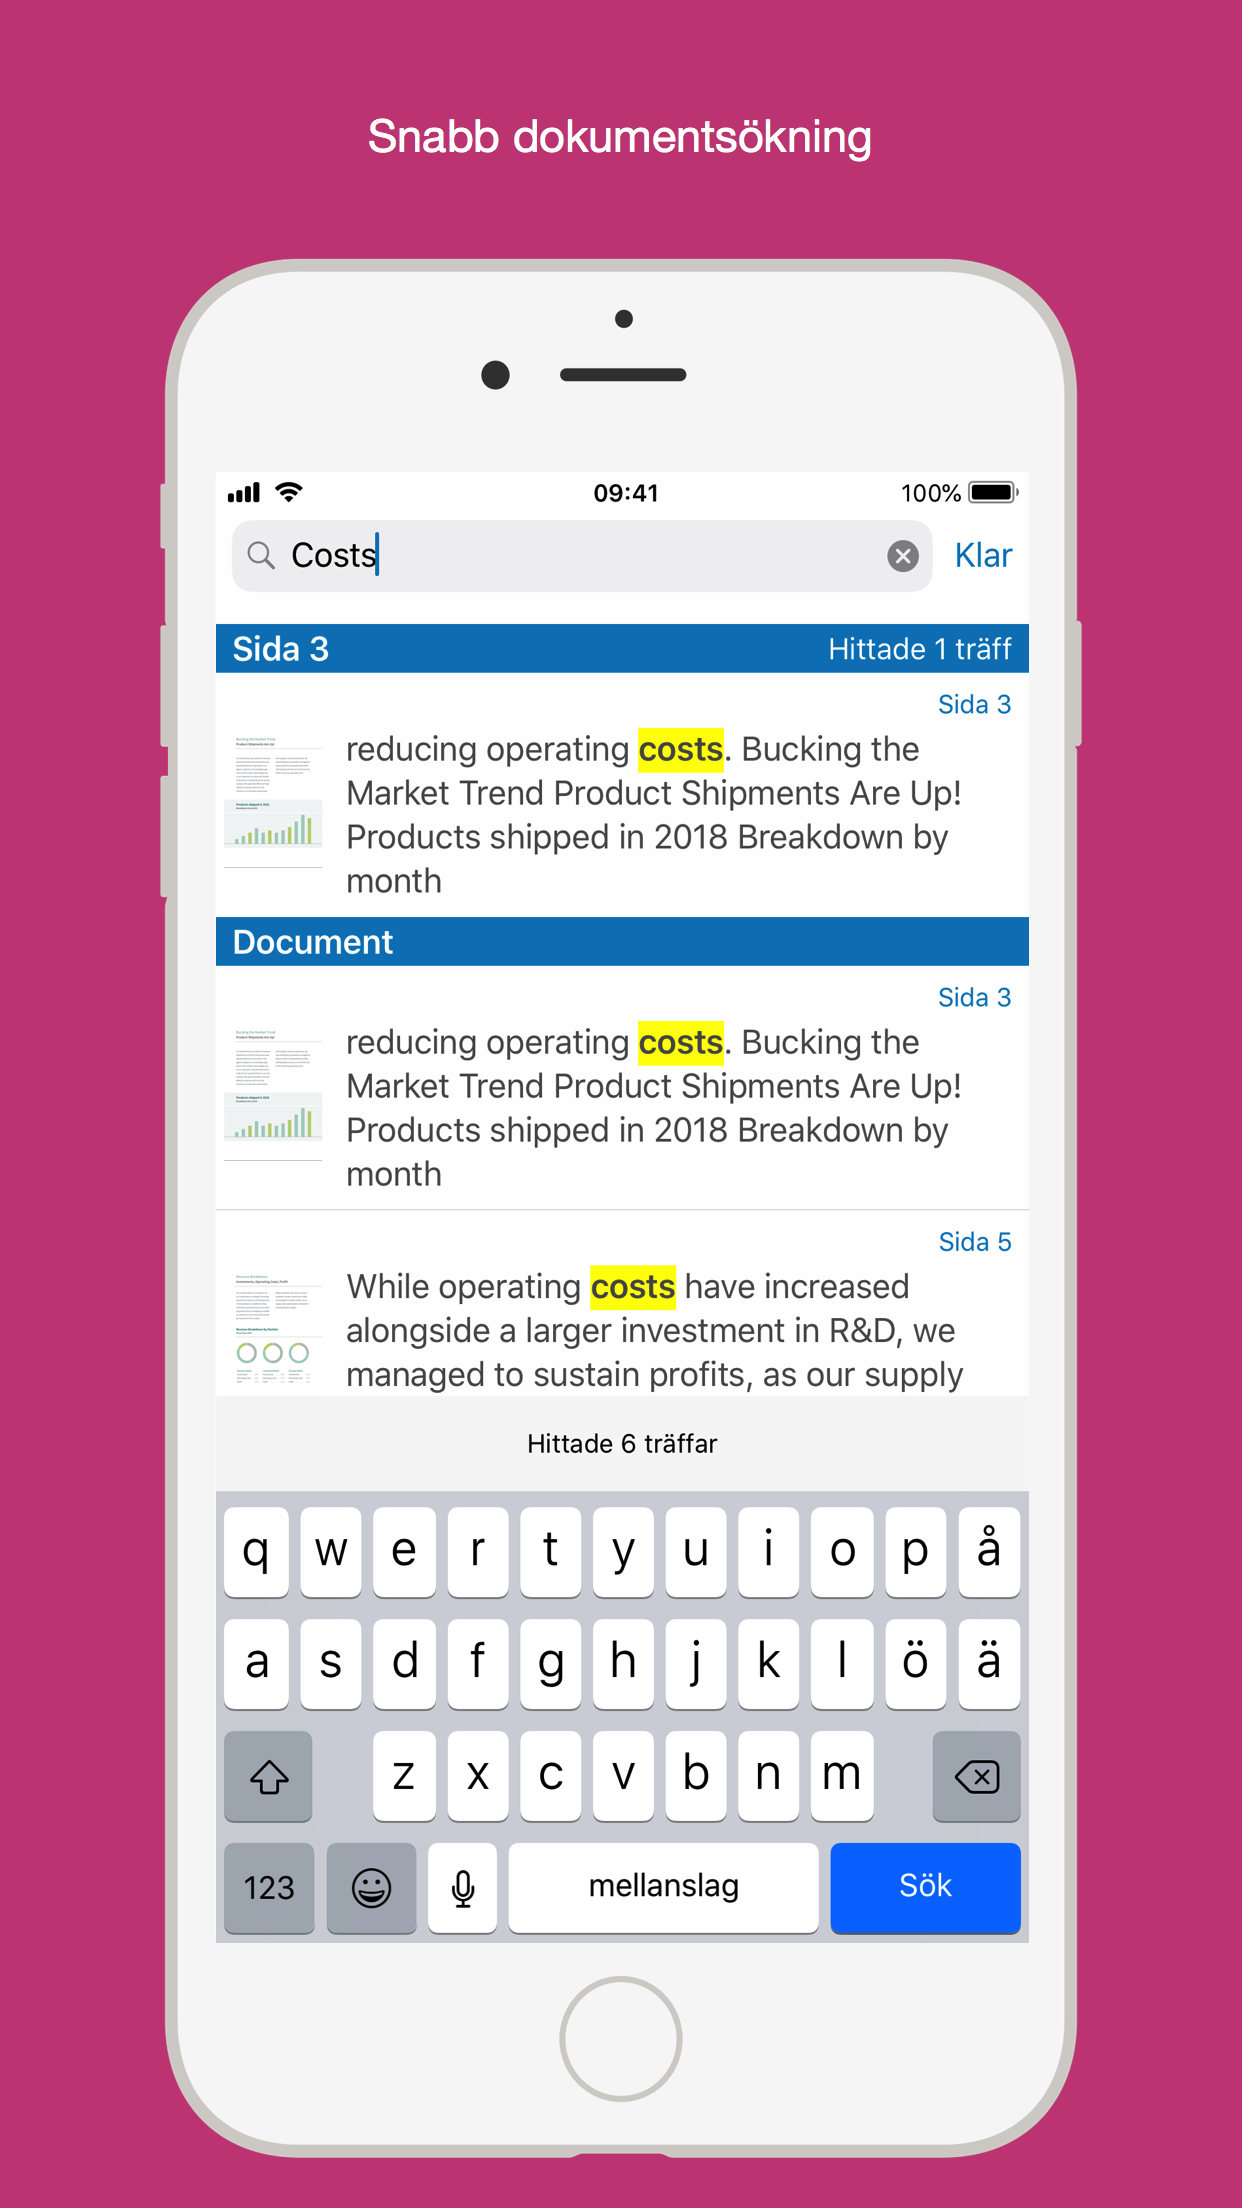 Snabb dokumentsökning
09:41
100%
Costs
Klar
Sida 3
Hittade 1 träff
Sida 3
reducing operating costs. Bucking the
Market Trend Product Shipments Are Up!
Products shipped in 2018 Breakdown by
month
Document
Sida 3
reducing operating costs. Bucking the
Market Trend Product Shipments Are Up!
Products shipped in 2018 Breakdown by
month
Sida 5
While operating costs have increased
alongside a larger investment in R&D, we
managed to sustain profits, as our supply
Hittade 6 träffar
q w e r t y u i o p å
a s d f g h j k l ö ä
z x c v b n m
123
mellanslag
Sök